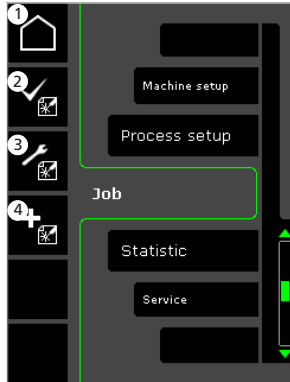 1
2
Machine setup
Process setup
3
Job
4
Statistic
Service